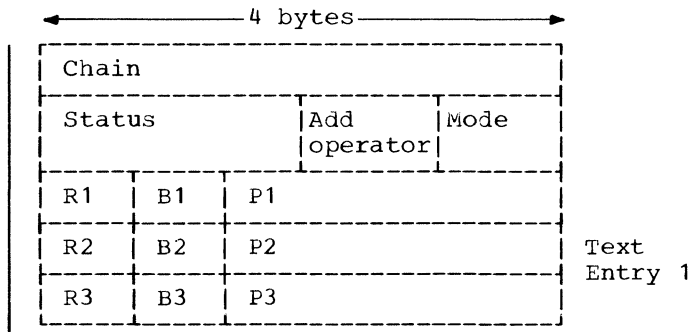 4 bytes
Chain
Status Add operator Mode
R1 B1 P1
R2 B2 P2
R3 B3 P3
Text Entry 1